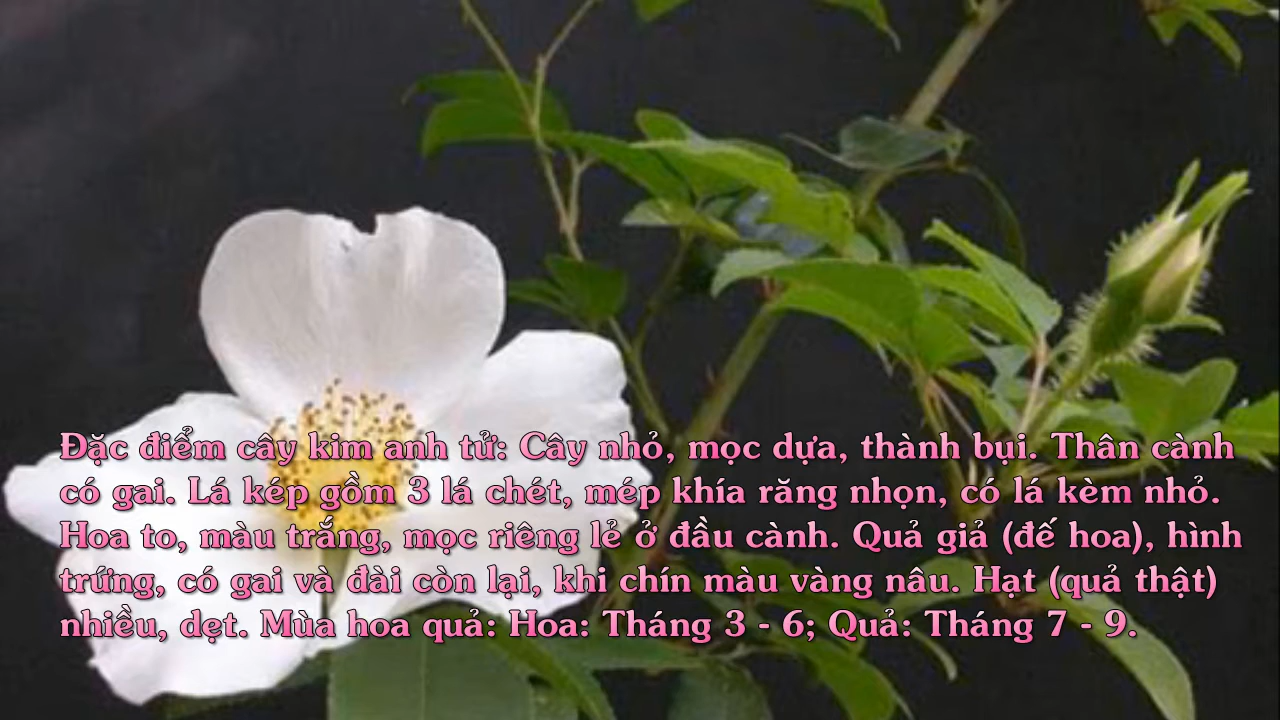 Đặc điểm cây kim anh tử: Cây nhỏ, mọc dựa, thành bụi. Thân cành
có gai. Lá kép gồm 3 lá chét, mép khía răng nhọn, có lá kèm nhỏ.
Hoa to, màu trắng, mọc riêng lẻ ở đầu cành. Quả giả (đế hoa), hình
trứng, có gai và đài còn lại, khi chín màu vàng nâu. Hạt (quả thật)
nhiều, dẹt. Mùa hoa quả: Hoa: Tháng 3 - 6; Quả: Tháng 7 - 9.